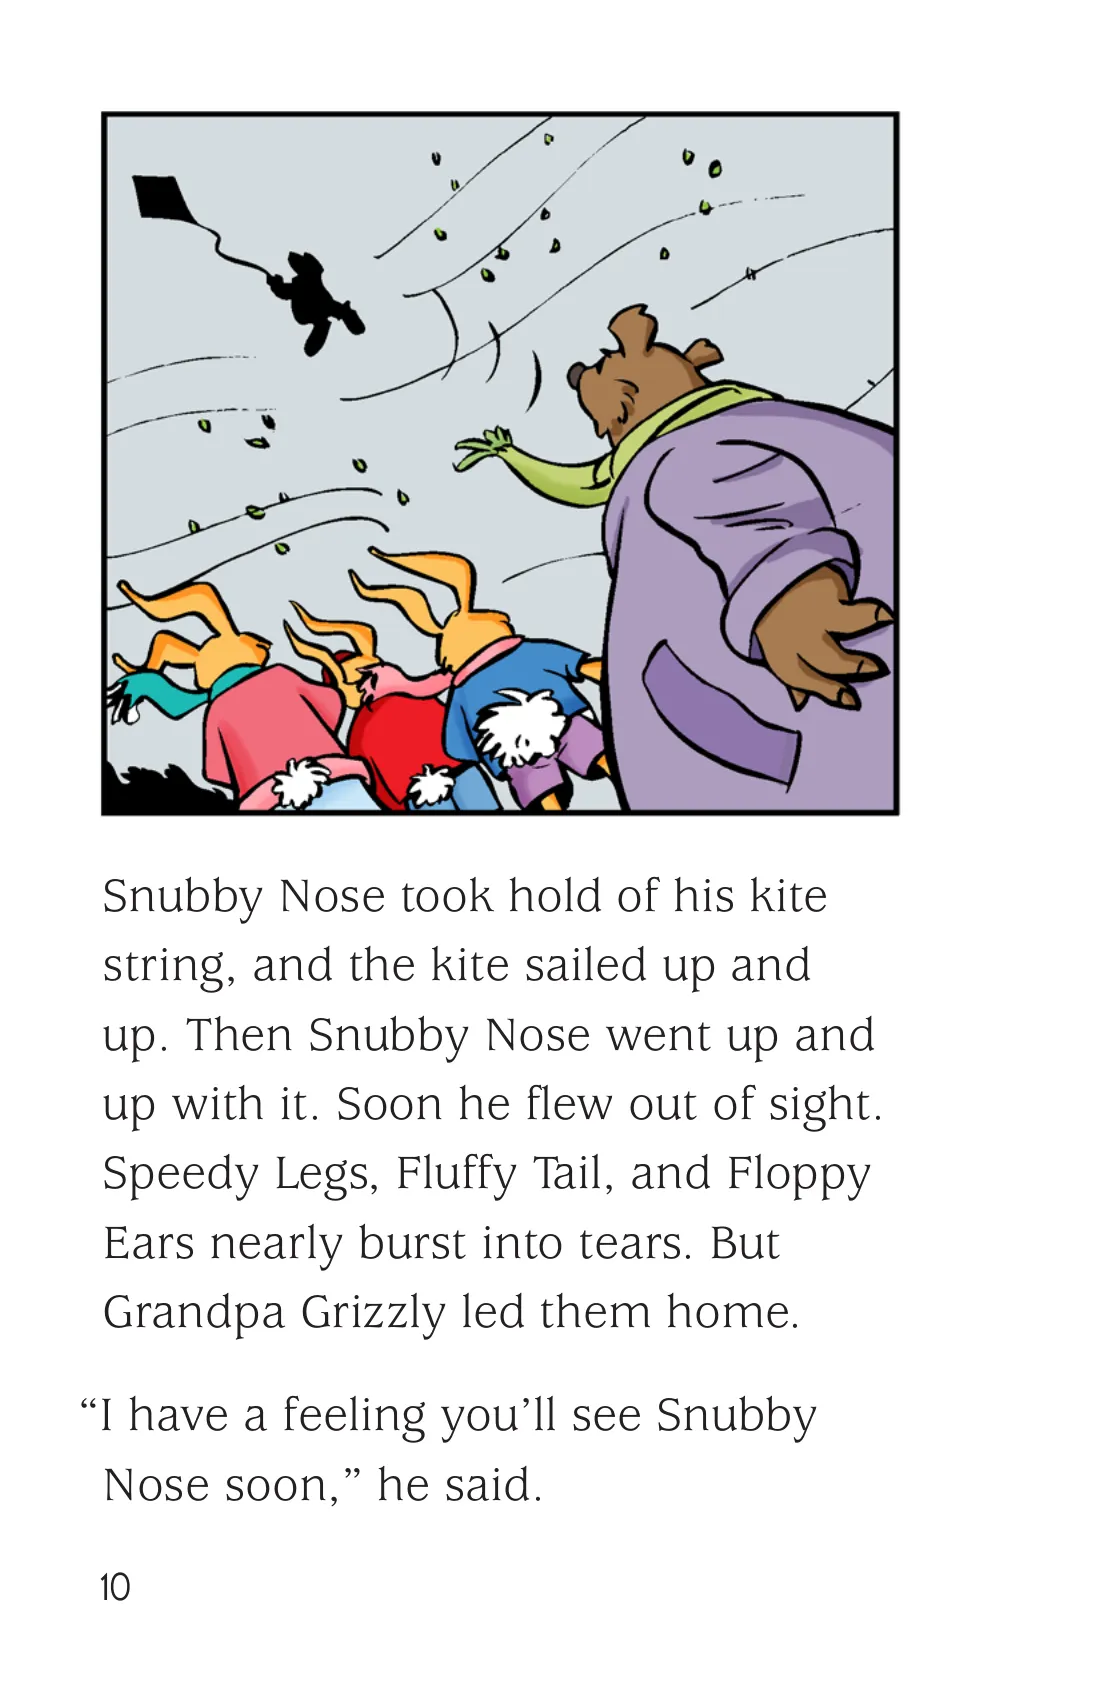 Snubby Nose took hold of his kite
string, and the kite sailed up and
up. Then Snubby Nose went up and
up with it. Soon he flew out of sight.
Speedy Legs, Fluffy Tail, and Floppy
Ears nearly burst into tears. But
Grandpa Grizzly led them home.
“I have a feeling you’ll see Snubby
Nose soon,” he said.
10